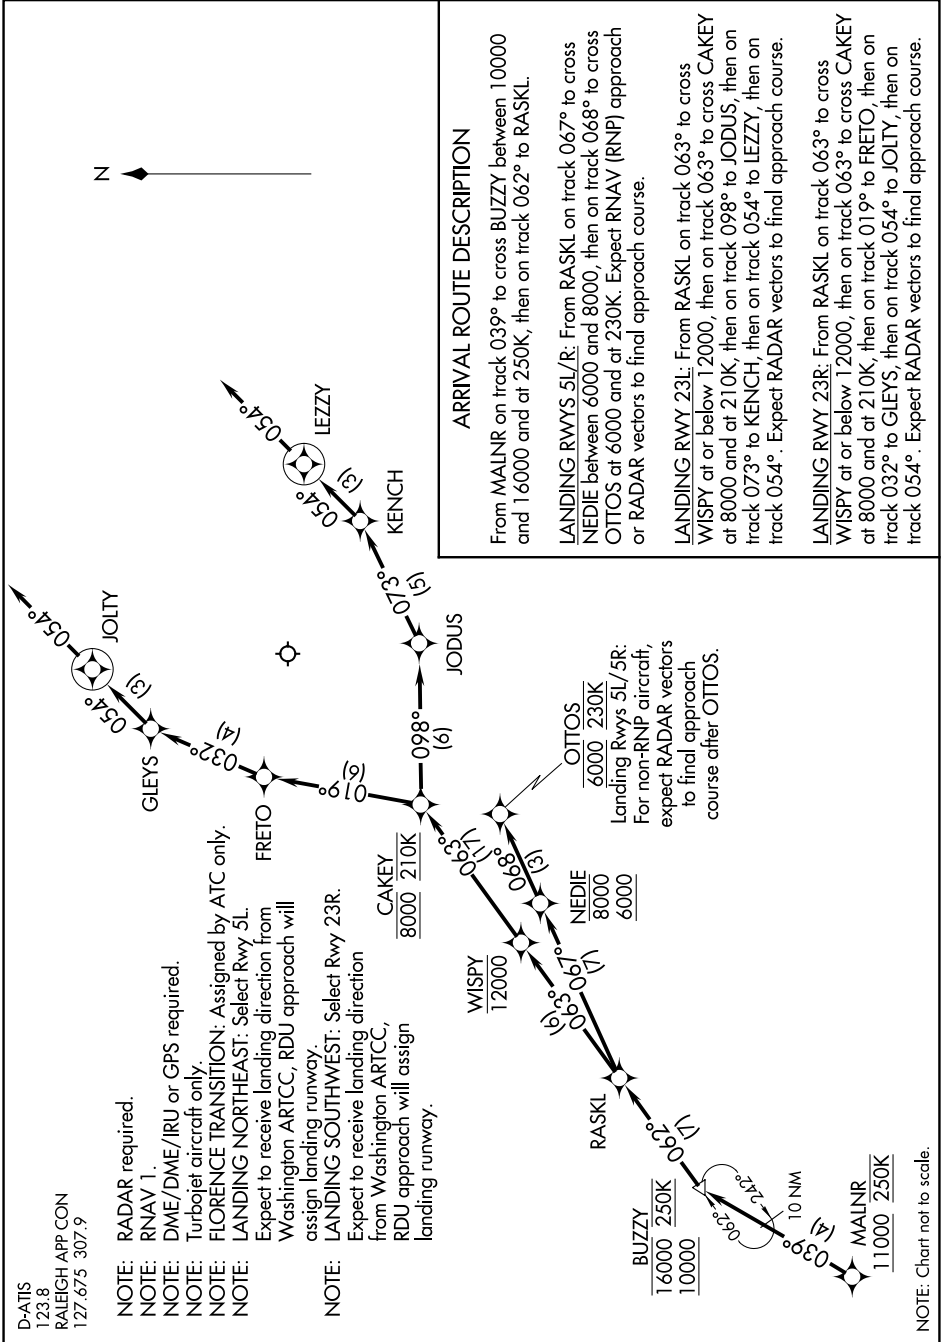 D-ATIS
123.8
RALEIGH APP CON
127.675 307.9
NOTE: RADAR required.
NOTE: RNAV 1.
NOTE: DME/DME/IRU or GPS required.
NOTE: Turbojet aircraft only.
NOTE: FLORENCE TRANSITION: Assigned by ATC only.
NOTE: LANDING NORTHEAST: Select Rwy 5L.
Expect to receive landing direction from
Washington ARTCC, RDU approach will
assign landing runway.
NOTE: LANDING SOUTHWEST: Select Rwy 23R.
Expect to receive landing direction
from Washington ARTCC,
RDU approach will assign
landing runway.
N
JOLTY
054°
054°
(3)
GLEYS
032°
(4)
FRETO
019°
(6)
LEZZY
054°
054°
(3)
KENCH
073°
(5)
JODUS
098°
(6)
CAKEY
8000 210K
063°
(17)
WISPY
12000
063°
(6)
OTTOS
6000 230K
Landing Rwys 5L/5R:
For non-RNP aircraft,
expect RADAR vectors
to final approach
course after OTTOS.
068°
(3)
NEDIE
8000
6000
067°
(7)
RASKL
062°
(7)
BUZZY
16000 250K
10000
062°
242°
10 NM
039°
(4)
MALNR
11000 250K
NOTE: Chart not to scale.
ARRIVAL ROUTE DESCRIPTION
From MALNR on track 039° to cross BUZZY between 10000
and 16000 and at 250K, then on track 062° to RASKL.
LANDING RWYS 5L/R: From RASKL on track 067° to cross
NEDIE between 6000 and 8000, then on track 068° to cross
OTTOS at 6000 and at 230K. Expect RNAV (RNP) approach
or RADAR vectors to final approach course.
LANDING RWY 23L: From RASKL on track 063° to cross
WISPY at or below 12000, then on track 063° to cross CAKEY
at 8000 and at 210K, then on track 098° to JODUS, then on
track 073° to KENCH, then on track 054° to LEZZY, then on
track 054°. Expect RADAR vectors to final approach course.
LANDING RWY 23R: From RASKL on track 063° to cross
WISPY at or below 12000, then on track 063° to cross CAKEY
at 8000 and at 210K, then on track 019° to FRETO, then on
track 032° to GLEYS, then on track 054° to JOLTY, then on
track 054°. Expect RADAR vectors to final approach course.